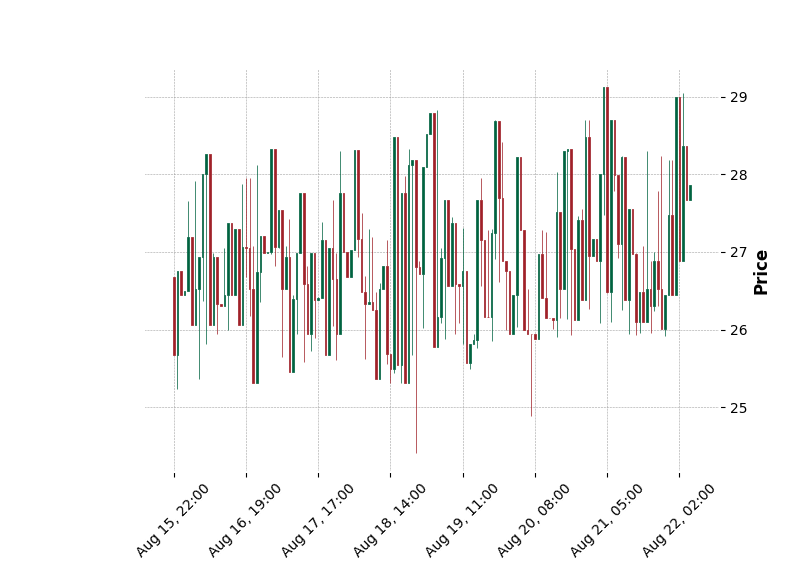 29
28
27
26
25
Price
Aug 15, 22:00
Aug 16, 19:00
Aug 17, 17:00
Aug 18, 14:00
Aug 19, 11:00
Aug 20, 08:00
Aug 21, 05:00
Aug 22, 02:00